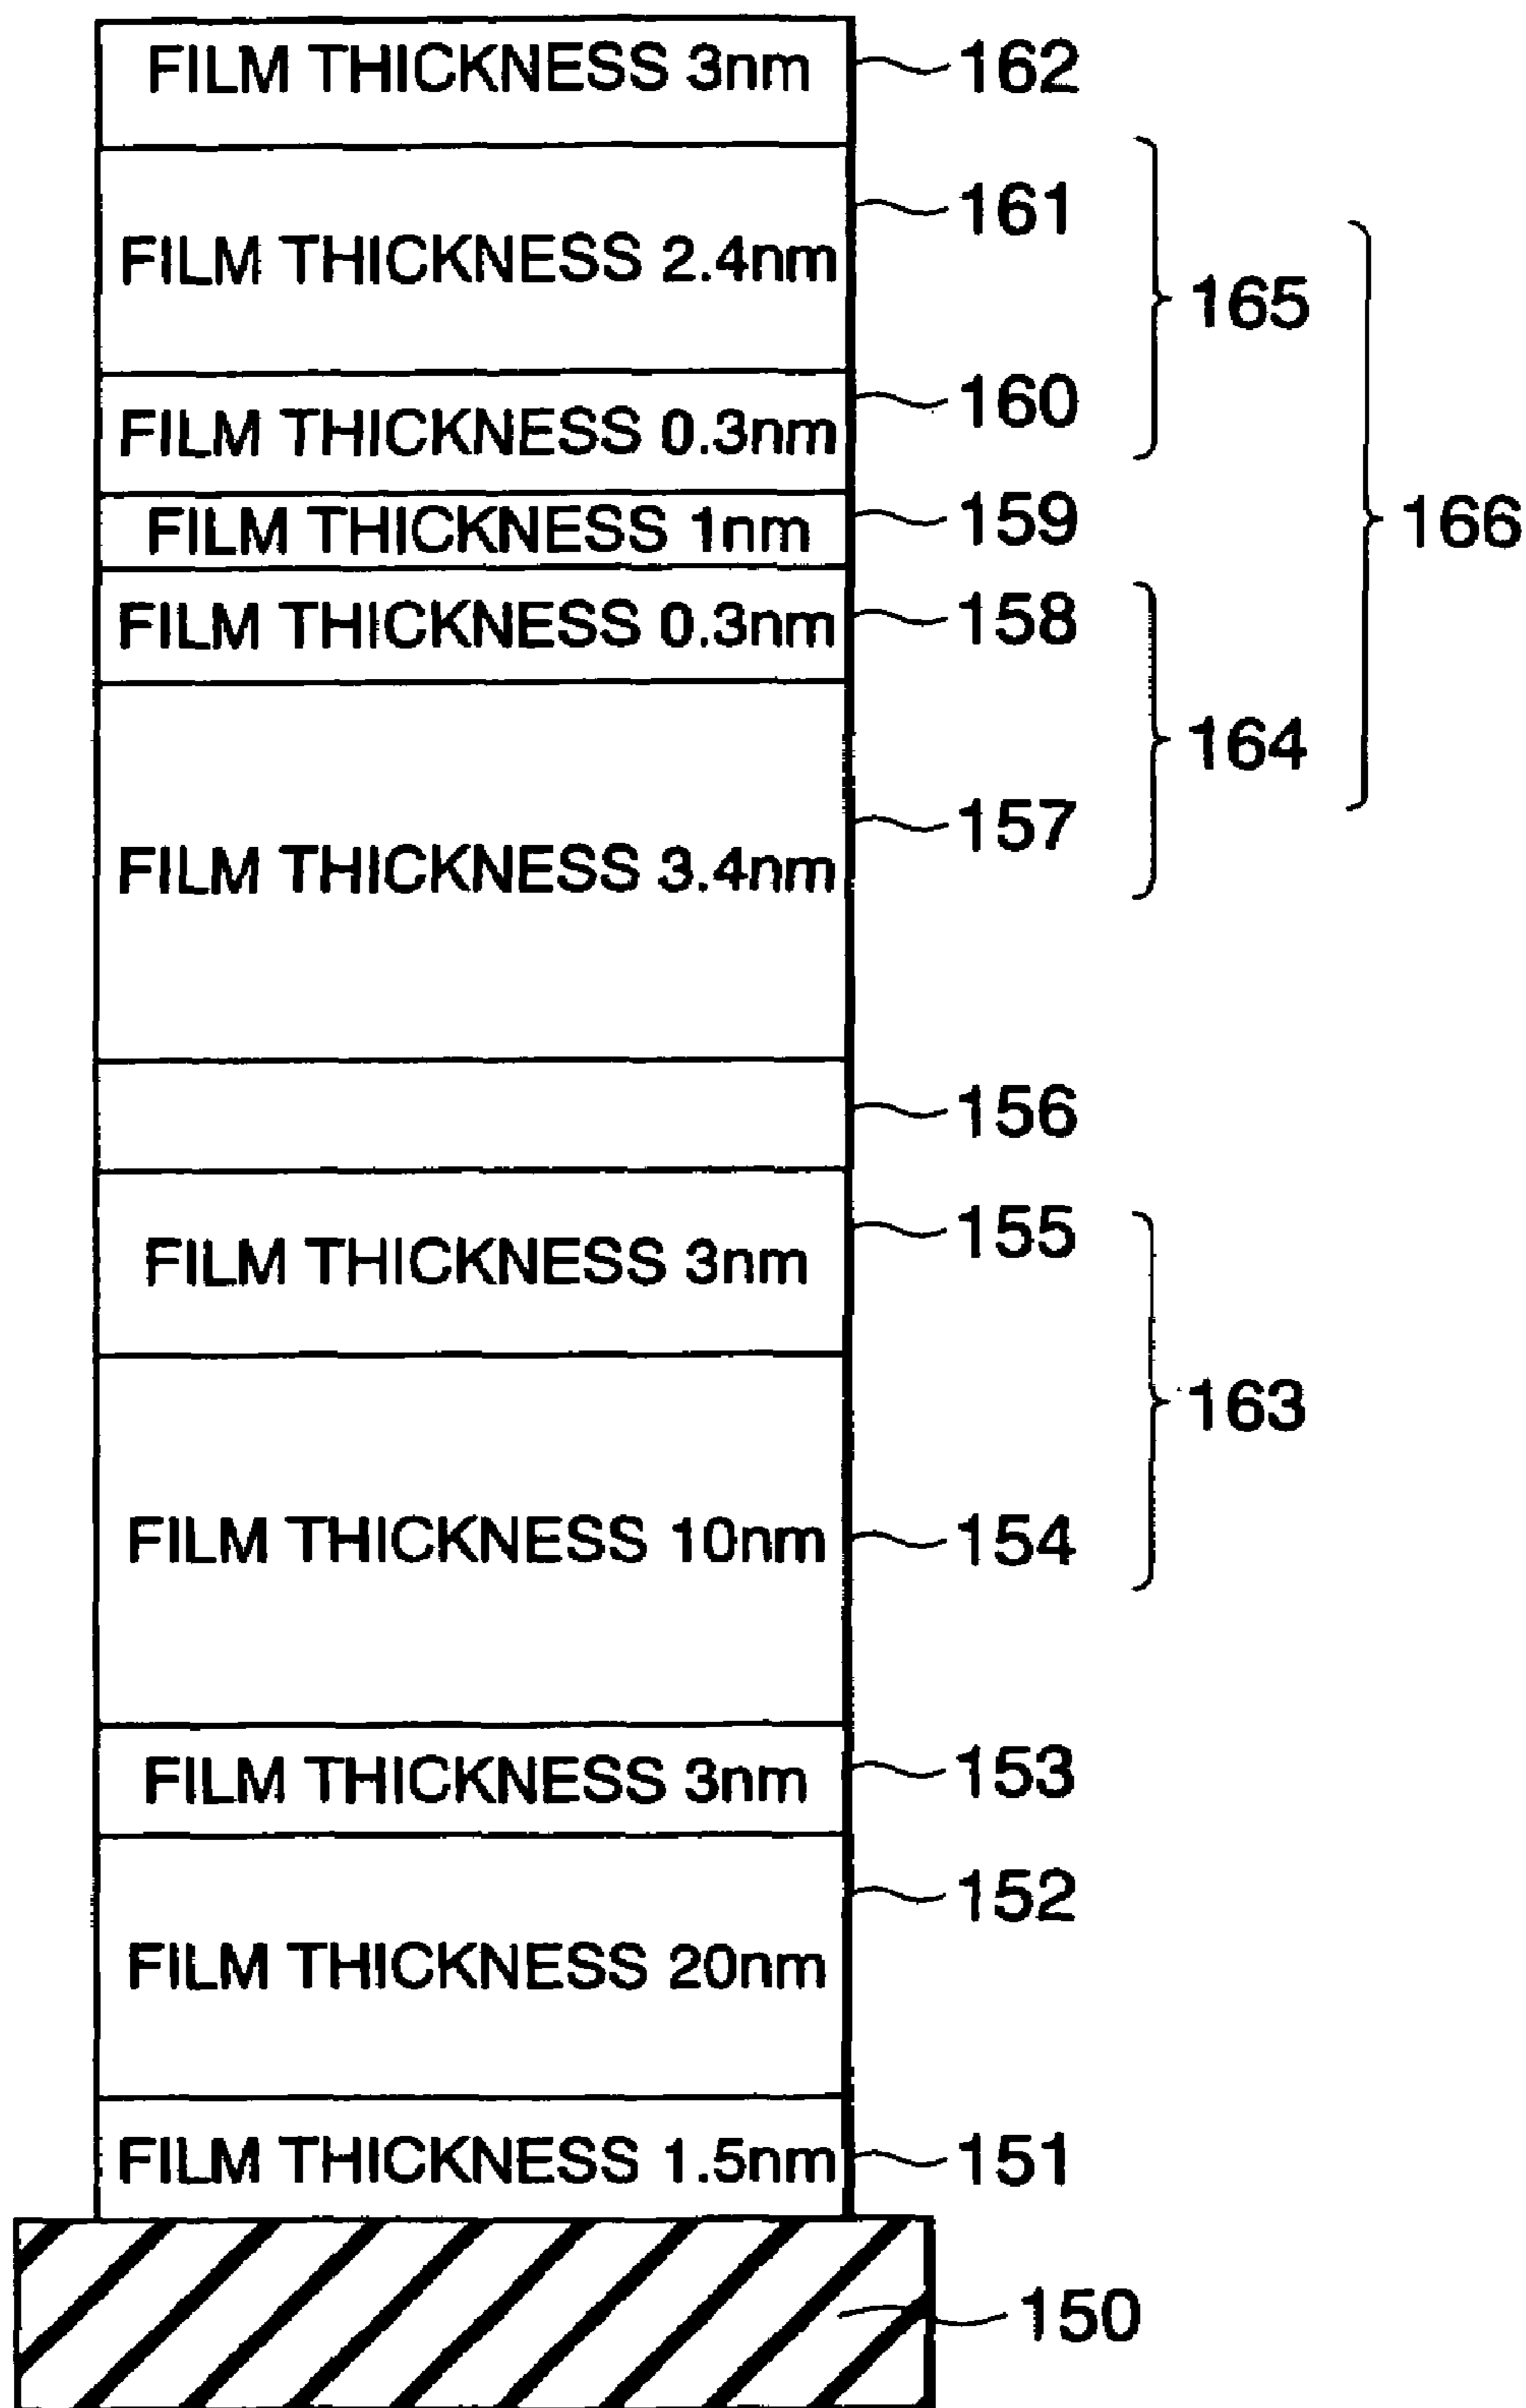 FILM THICKNESS 3nm 162
161
FILM THICKNESS 2.4nm
165
160
FILM THICKNESS 0.3nm
FILM THICKNESS 1nm 159
166
FILM THICKNESS 0.3nm 158
164
157
FILM THICKNESS 3.4nm
156
155
FILM THICKNESS 3nm
163
FILM THICKNESS 10nm 154
FILM THICKNESS 3nm 153
152
FILM THICKNESS 20nm
FILM THICKNESS 1.5nm 151
150